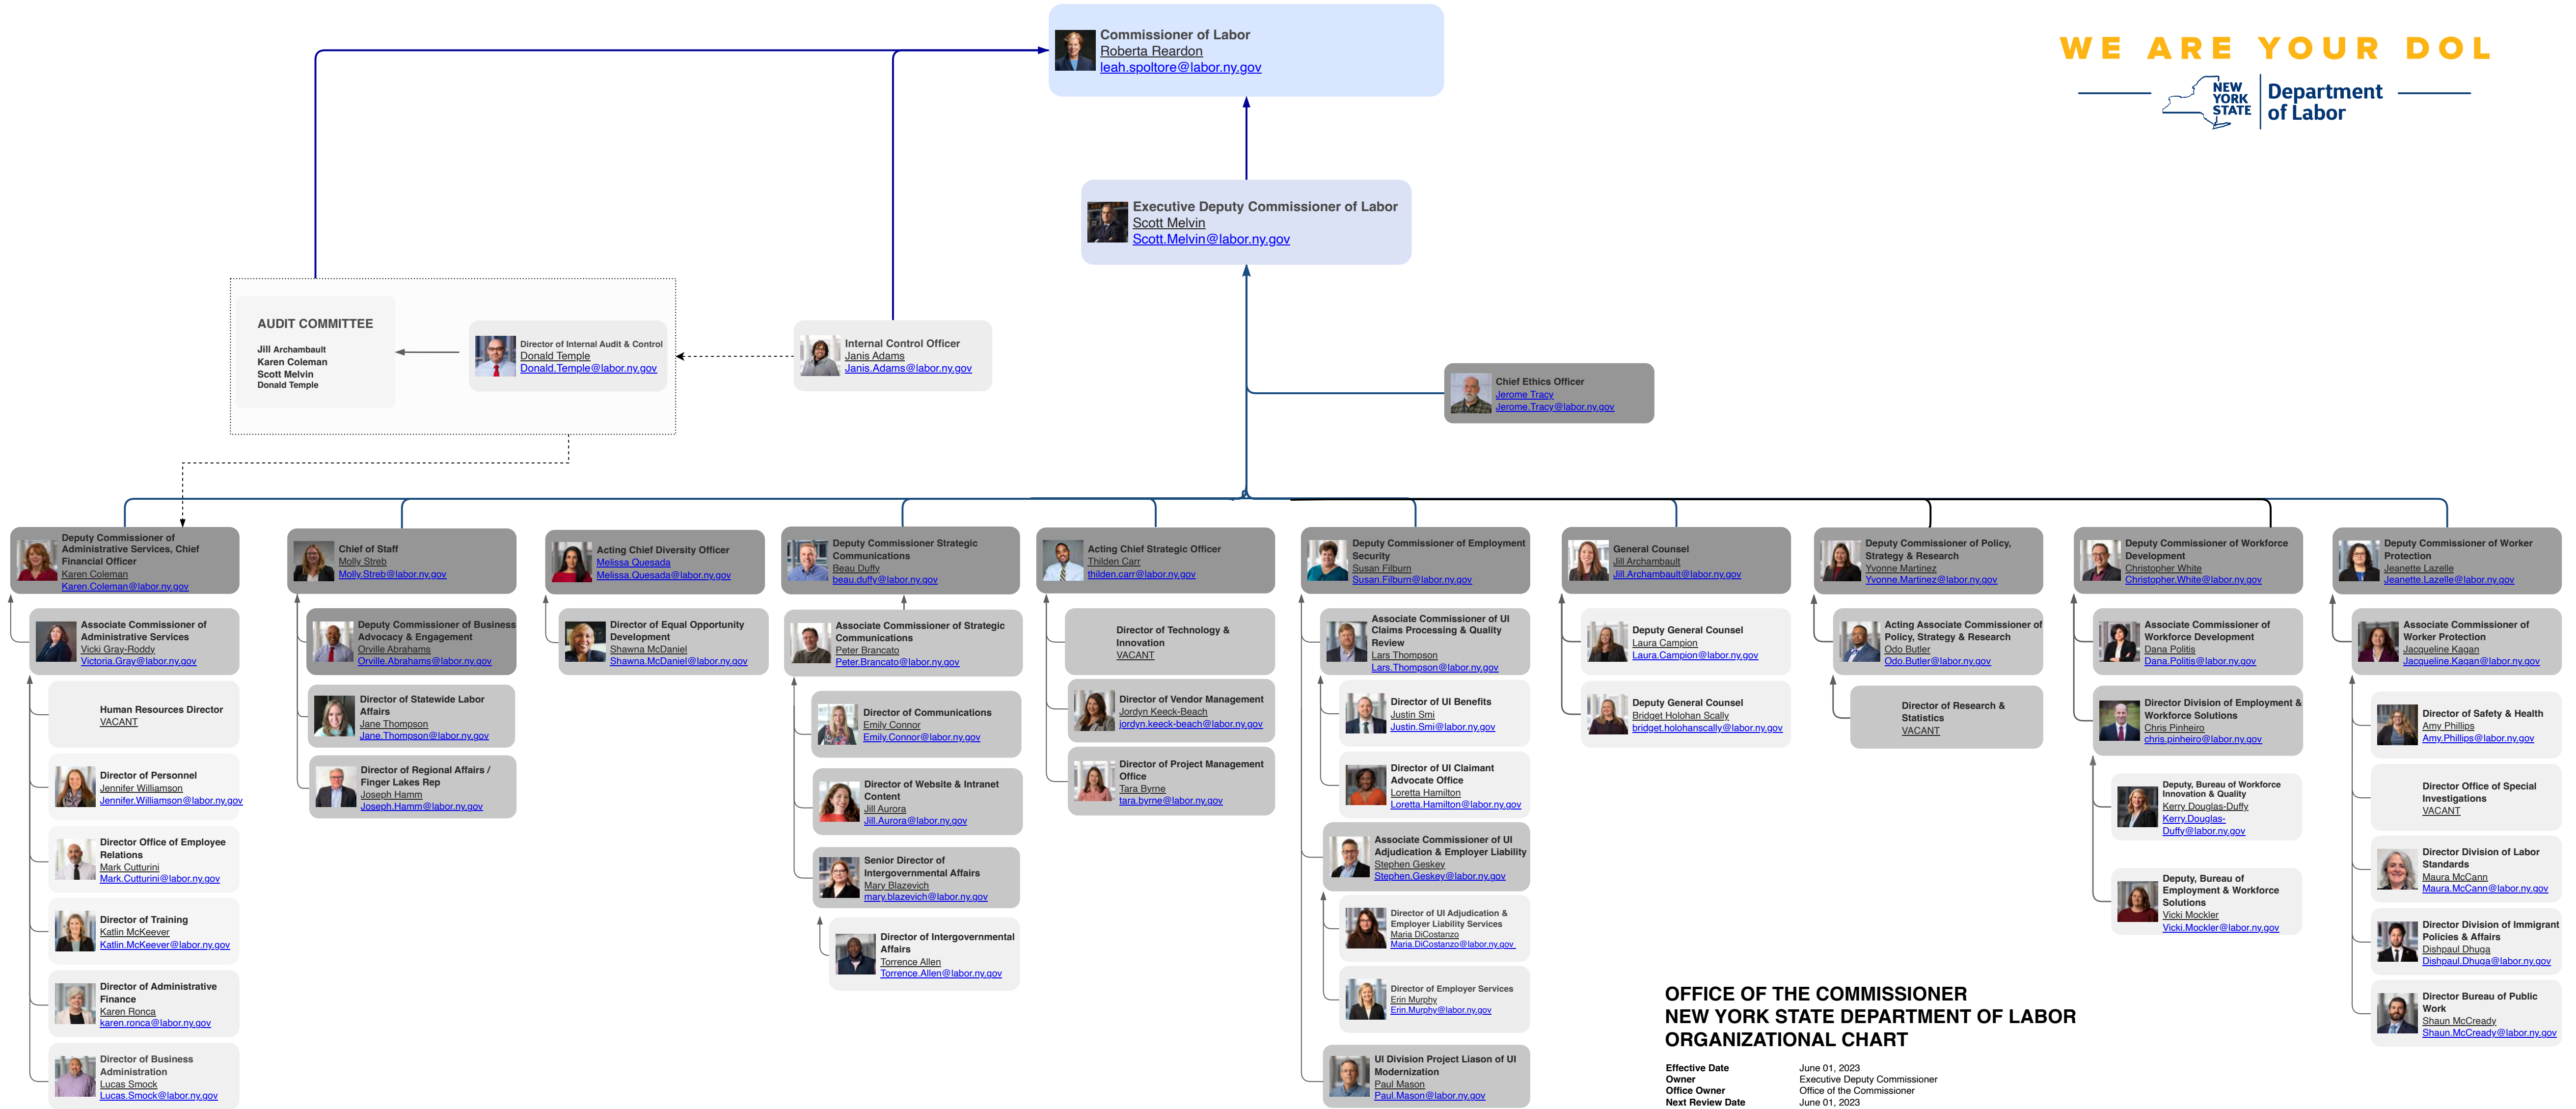 Commissioner of Labor
Roberta Reardon
leah.spoltore@labor.ny.gov
WE ARE YOUR DOL
NEW
YORK
STATE
Department
of Labor
Executive Deputy Commissioner of Labor
Scott Melvin
Scott.Melvin@labor.ny.gov
AUDIT COMMITTEE
Jill Archambault
Karen Coleman
Scott Melvin
Donald Temple
Director of Internal Audit & Control
Donald Temple
Donald.Temple@labor.ny.gov
Internal Control Officer
Janis Adams
Janis.Adams@labor.ny.gov
Chief Ethics Officer
Jerome Tracy
Jerome.Tracy@labor.ny.gov
Deputy Commissioner of
Administrative Services, Chief
Financial Officer
Karen Coleman
Karen.Coleman@labor.ny.gov
Associate Commissioner of
Administrative Services
Vicki Gray-Roddy
Victoria.Gray@labor.ny.gov
Human Resources Director
VACANT
Director of Personnel
Jennifer Williamson
Jennifer.Williamson@labor.ny.gov
Director Office of Employee
Relations
Mark Cutturini
Mark.Cutturini@labor.ny.gov
Director of Training
Katlin McKeever
Katlin.McKeever@labor.ny.gov
Director of Administrative
Finance
Karen Ronca
karen.ronca@labor.ny.gov
Director of Business
Administration
Lucas Smock
Lucas.Smock@labor.ny.gov
Chief of Staff
Molly Streb
Molly.Streb@labor.ny.gov
Deputy Commissioner of Business
Advocacy & Engagement
Orville Abrahams
Orville.Abrahams@labor.ny.gov
Director of Statewide Labor
Affairs
Jane Thompson
Jane.Thompson@labor.ny.gov
Director of Regional Affairs /
Finger Lakes Rep
Joseph Hamm
Joseph.Hamm@labor.ny.gov
Acting Chief Diversity Officer
Melissa Quesada
Melissa.Quesada@labor.ny.gov
Director of Equal Opportunity
Development
Shawna McDaniel
Shawna.McDaniel@labor.ny.gov
Deputy Commissioner Strategic
Communications
Beau Duffy
beau.duffy@labor.ny.gov
Associate Commissioner of Strategic
Communications
Peter Brancato
Peter.Brancato@labor.ny.gov
Director of Communications
Emily Connor
Emily.Connor@labor.ny.gov
Director of Website & Intranet
Content
Jill Aurora
Jill.Aurora@labor.ny.gov
Senior Director of
Intergovernmental Affairs
Mary Blazevich
mary.blazevich@labor.ny.gov
Director of Intergovernmental
Affairs
Torrence Allen
Torrence.Allen@labor.ny.gov
Acting Chief Strategic Officer
Thilden Carr
thilden.carr@labor.ny.gov
Director of Technology &
Innovation
VACANT
Director of Vendor Management
Jordyn Keeck-Beach
jordyn.keeck-beach@labor.ny.gov
Director of Project Management
Office
Tara Byrne
tara.byrne@labor.ny.gov
Deputy Commissioner of Employment
Security
Susan Filburn
Susan.Filburn@labor.ny.gov
Associate Commissioner of UI
Claims Processing & Quality
Review
Lars Thompson
Lars.Thompson@labor.ny.gov
Director of UI Benefits
Justin Smi
Justin.Smi@labor.ny.gov
Director of UI Claimant
Advocate Office
Loretta Hamilton
Loretta.Hamilton@labor.ny.gov
Associate Commissioner of UI
Adjudication & Employer Liability
Stephen Geskey
Stephen.Geskey@labor.ny.gov
Director of UI Adjudication &
Employer Liability Services
Maria DiCostanzo
Maria.DiCostanzo@labor.ny.gov
Director of Employer Services
Erin Murphy
Erin.Murphy@labor.ny.gov
UI Division Project Liason of UI
Modernization
Paul Mason
Paul.Mason@labor.ny.gov
General Counsel
Jill Archambault
Jill.Archambault@labor.ny.gov
Deputy General Counsel
Laura Campion
Laura.Campion@labor.ny.gov
Deputy General Counsel
Bridget Holohan Scally
bridget.holohanscally@labor.ny.gov
Deputy Commissioner of Policy,
Strategy & Research
Yvonne Martinez
Yvonne.Martinez@labor.ny.gov
Acting Associate Commissioner of
Policy, Strategy & Research
Odo Butler
Odo.Butler@labor.ny.gov
Director of Research &
Statistics
VACANT
Deputy Commissioner of Workforce
Development
Christopher White
Christopher.White@labor.ny.gov
Associate Commissioner of
Workforce Development
Dana Politis
Dana.Politis@labor.ny.gov
Director Division of Employment &
Workforce Solutions
Chris Pinheiro
chris.pinheiro@labor.ny.gov
Deputy, Bureau of Workforce
Innovation & Quality
Kerry Douglas-Duffy
Kerry.Douglas-
Duffy@labor.ny.gov
Deputy, Bureau of
Employment & Workforce
Solutions
Vicki Mockler
Vicki.Mockler@labor.ny.gov
Deputy Commissioner of Worker
Protection
Jeanette Lazelle
Jeanette.Lazelle@labor.ny.gov
Associate Commissioner of
Worker Protection
Jacqueline Kagan
Jacqueline.Kagan@labor.ny.gov
Director of Safety & Health
Amy Phillips
Amy.Phillips@labor.ny.gov
Director Office of Special
Investigations
VACANT
Director Division of Labor
Standards
Maura McCann
Maura.McCann@labor.ny.gov
Director Division of Immigrant
Policies & Affairs
Dishpaul Dhuga
Dishpaul.Dhuga@labor.ny.gov
Director Bureau of Public
Work
Shaun McCready
Shaun.McCready@labor.ny.gov
OFFICE OF THE COMMISSIONER
NEW YORK STATE DEPARTMENT OF LABOR
ORGANIZATIONAL CHART
Effective Date June 01, 2023
Owner Executive Deputy Commissioner
Office Owner Office of the Commissioner
Next Review Date June 01, 2023